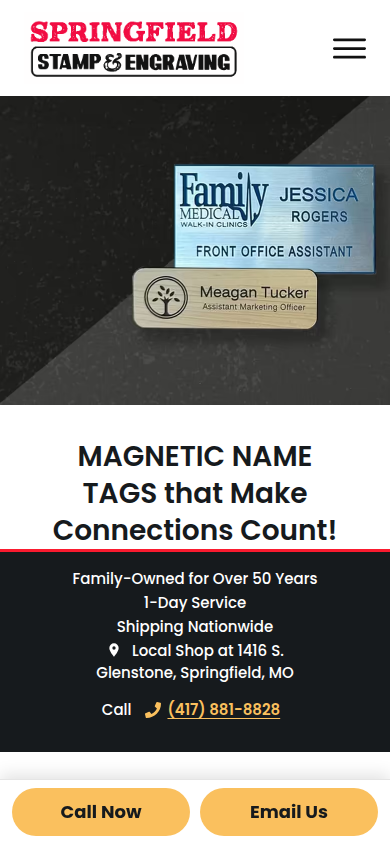 SPRINGFIELD
STAMP & ENGRAVING
Family
MEDICAL
WALK-IN CLINICS
JESSICA
ROGERS
FRONT OFFICE ASSISTANT
Meagan Tucker
Assistant Marketing Officer
MAGNETIC NAME
TAGS that Make
Connections Count!
Family-Owned for Over 50 Years
1-Day Service
Shipping Nationwide
Local Shop at 1416 S.
Glenstone, Springfield, MO
Call (417) 881-8828
Call Now
Email Us